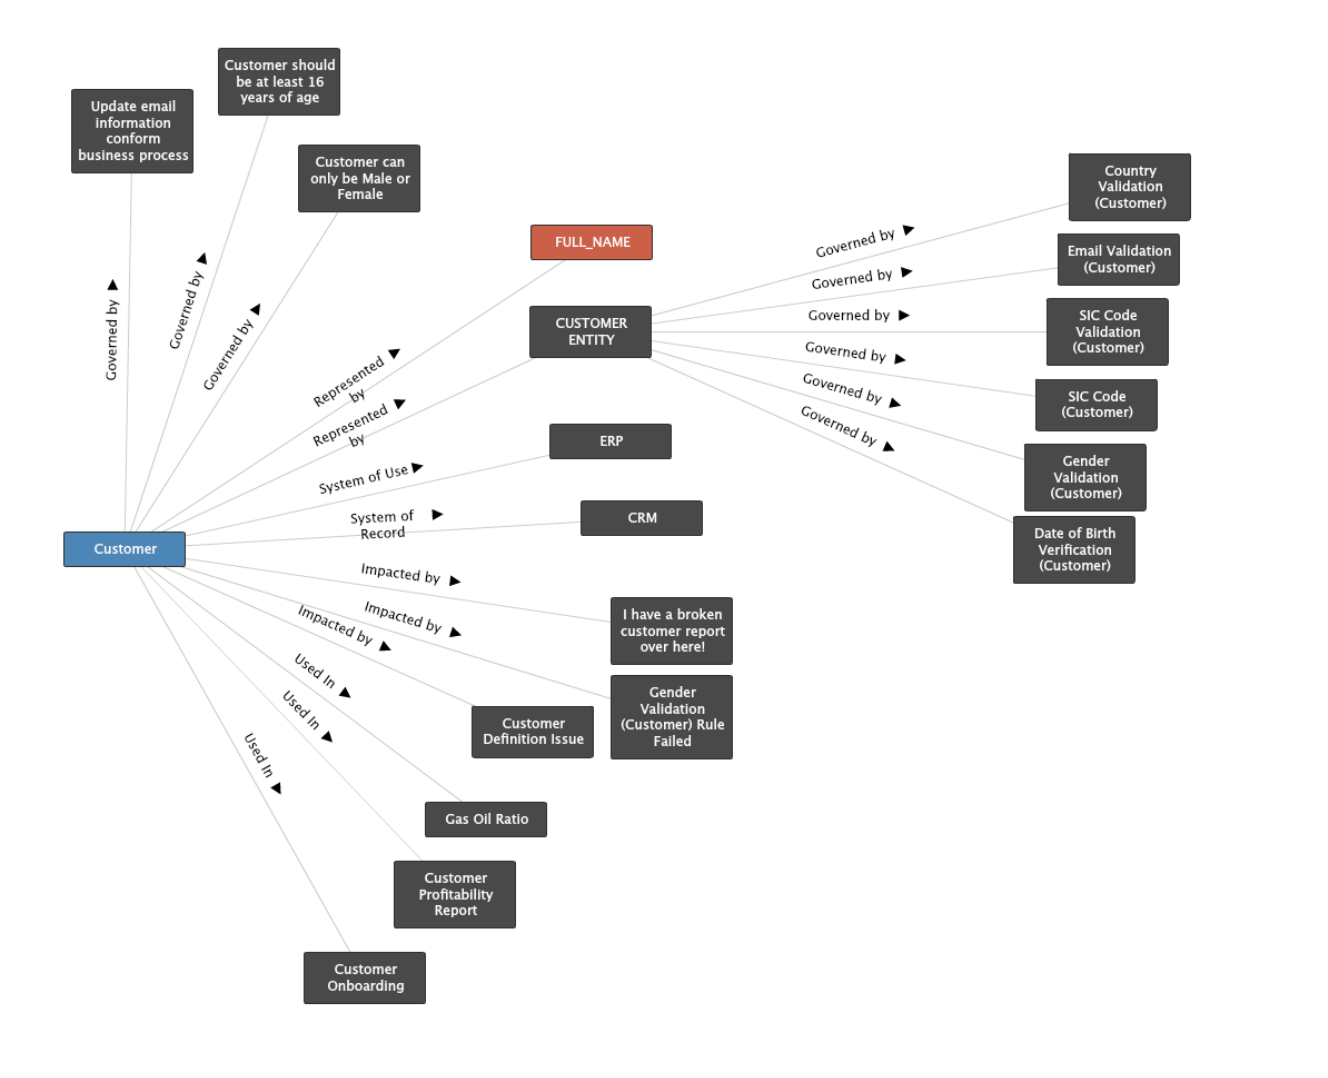 Customer should
be at least 16
years of age
Update email
information
conform
business process
Customer can
only be Male or
Female
Country
Validation
(Customer)
FULL_NAME
Governed by
Email Validation
(Customer)
Governed by
Governed by
Governed by
Governed by
CUSTOMER
ENTITY
Governed by
SIC Code
Validation
(Customer)
Governed by
Represented
by
Governed by
SIC Code
(Customer)
Represented
by
Governed by
ERP
System of Use
Gender
Validation
(Customer)
System of
Record
CRM
Customer
Date of Birth
Verification
(Customer)
Impacted by
I have a broken
customer report
over here!
Impacted by
Impacted by
Used In
Gender
Validation
(Customer) Rule
Failed
Used In
Customer
Definition Issue
Used In
Gas Oil Ratio
Customer
Profitability
Report
Customer
Onboarding